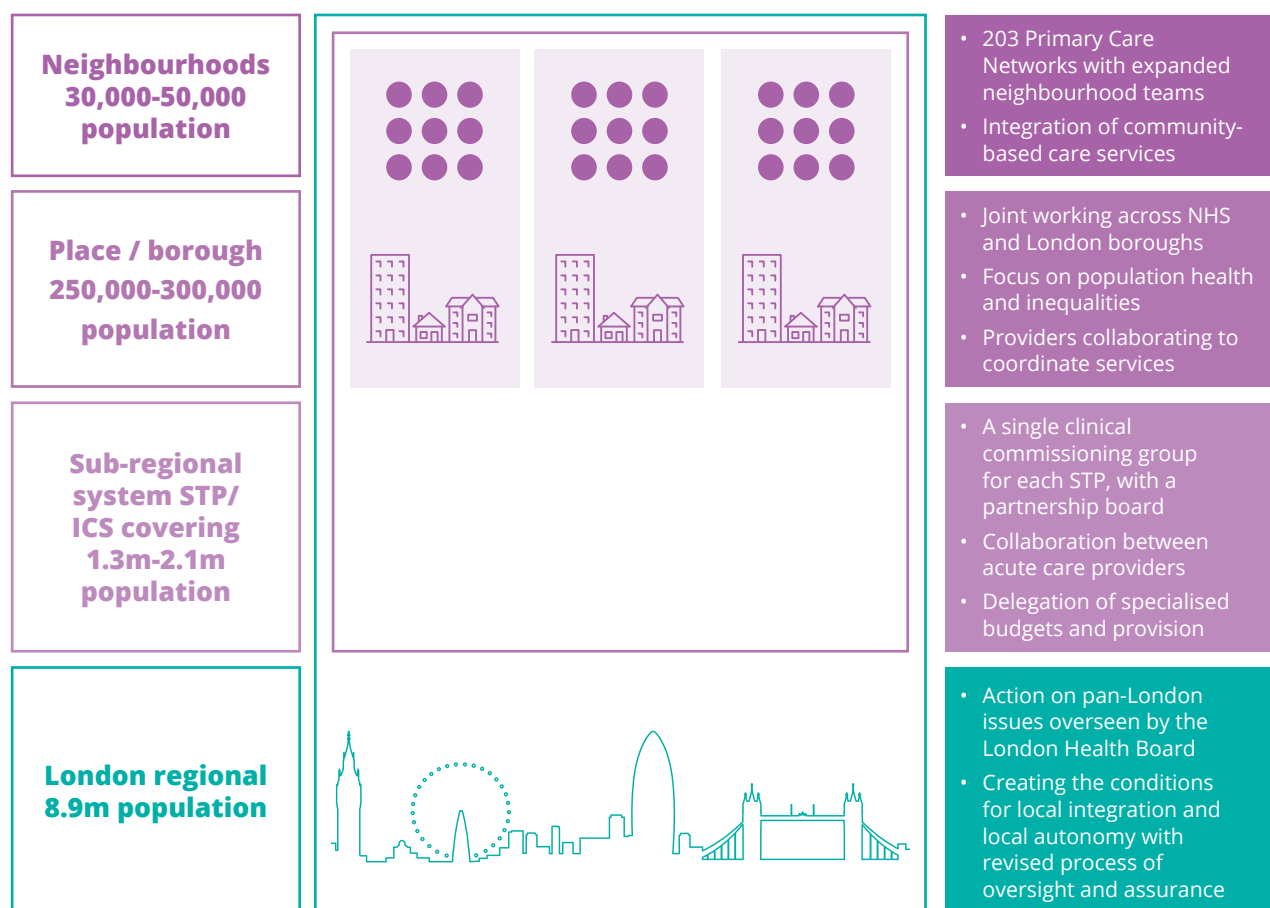 Neighbourhoods
30,000-50,000
population
• 203 Primary Care
Networks with expanded
neighbourhood teams
• Integration of community-
based care services
Place / borough
250,000-300,000
population
• Joint working across NHS
and London boroughs
• Focus on population health
and inequalities
• Providers collaborating to
coordinate services
Sub-regional
system STP/
ICS covering
1.3m-2.1m
population
• A single clinical
commissioning group
for each STP, with a
partnership board
• Collaboration between
acute care providers
• Delegation of specialised
budgets and provision
London regional
8.9m population
• Action on pan-London
issues overseen by the
London Health Board
• Creating the conditions
for local integration and
local autonomy with
revised process of
oversight and assurance